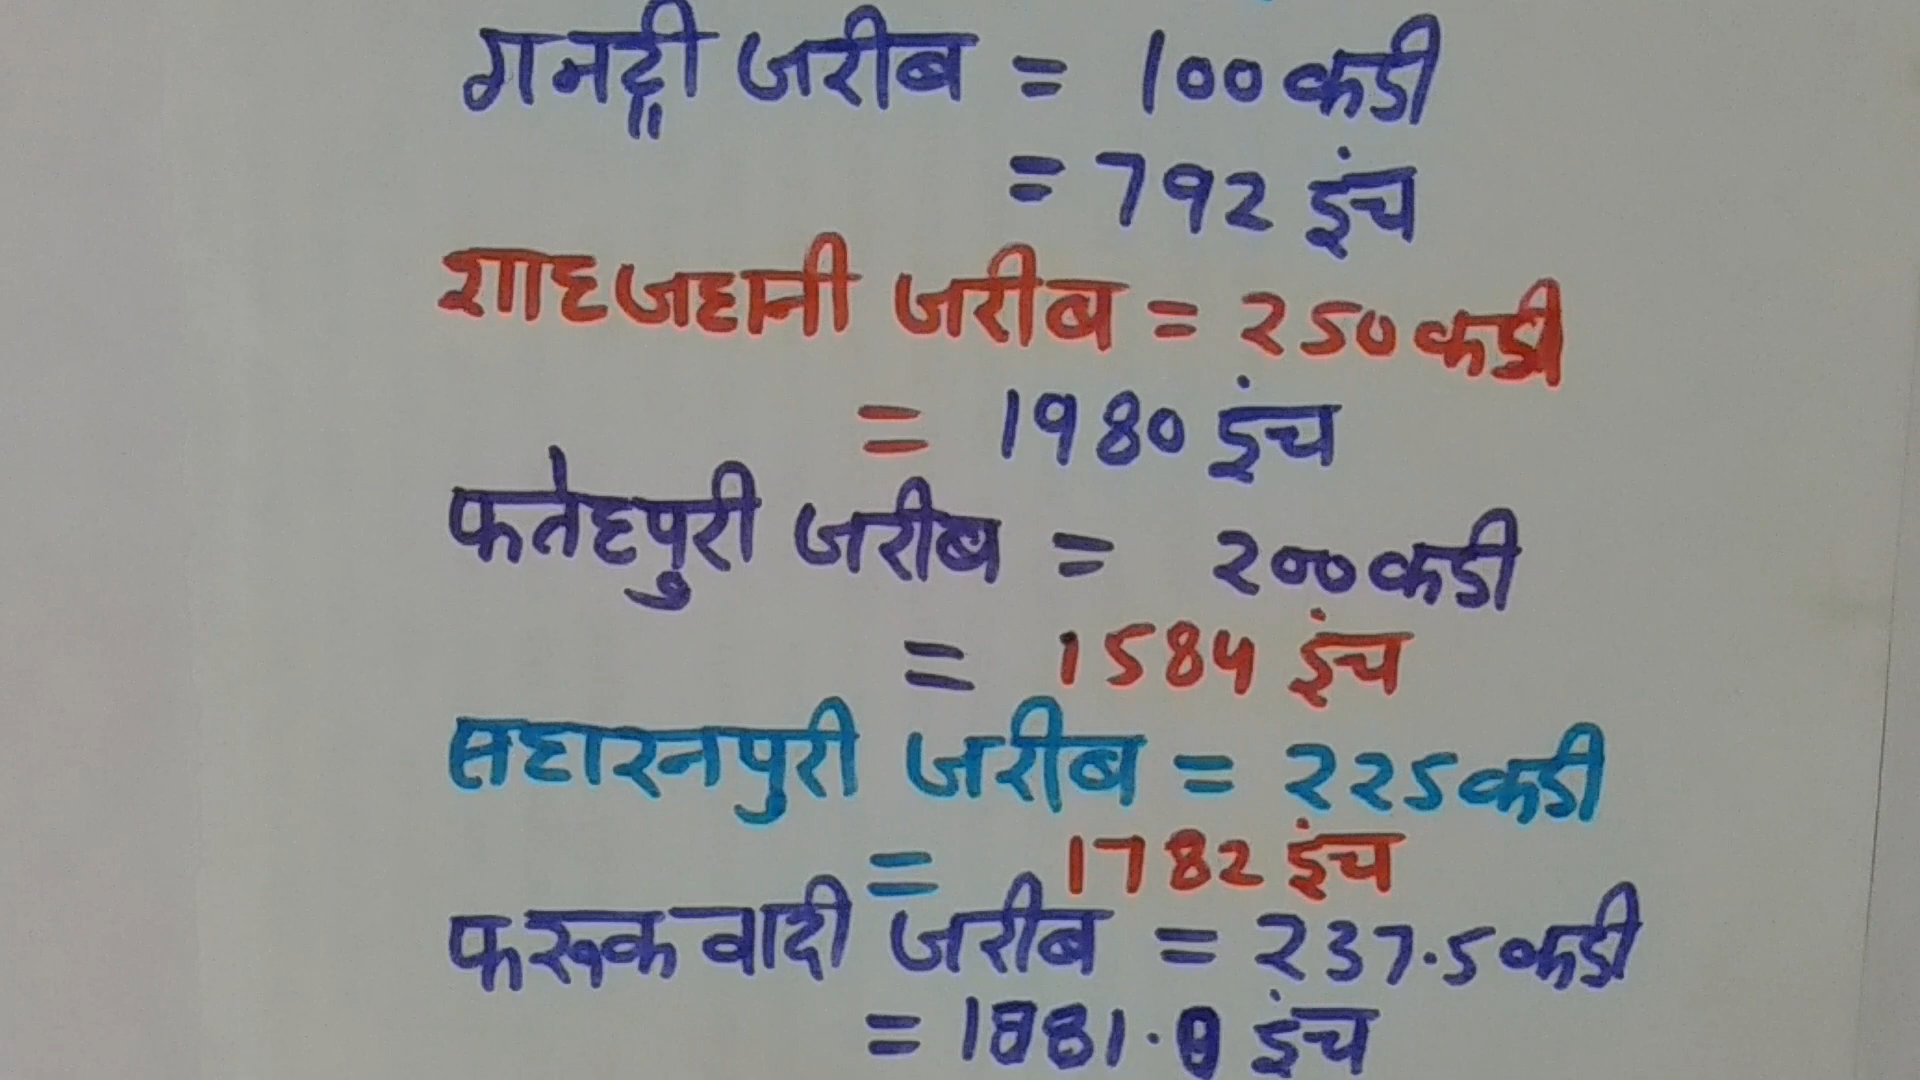 गनट्री जरीब = 100 कडी
= 792 इंच
शाहजहानी जरीब = 250 कडी
= 1980 इंच
फतेहपुरी जरीब = 200 कडी
= 1584 इंच
सहारनपुरी जरीब = 225 कडी
= 1782 इंच
फरूकवादी जरीब = 237.5 कडी
= इंच